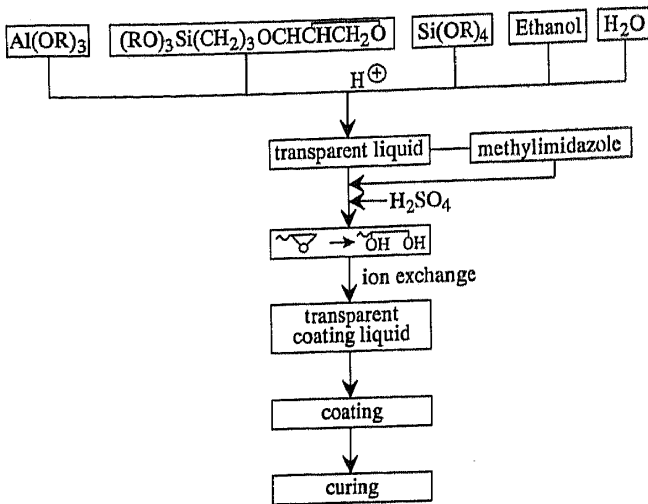 Al(OR)₃
(RO)₃Si(CH₂)₃OCHCHCH₂O
Si(OR)₄
Ethanol
H₂O
H⊕
transparent liquid
methylimidazole
H₂SO₄
O → OH OH
ion exchange
transparent
coating liquid
coating
curing